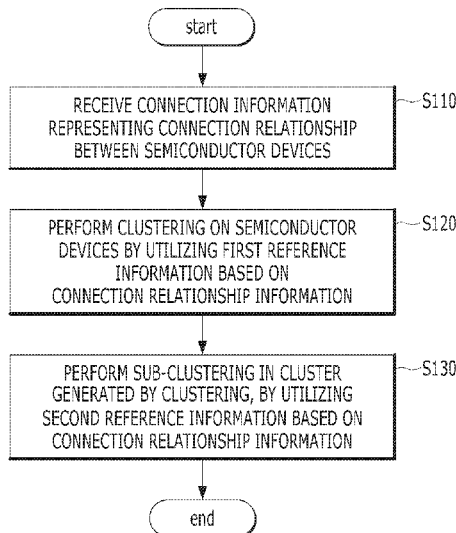 start
RECEIVE CONNECTION INFORMATION
REPRESENTING CONNECTION RELATIONSHIP
BETWEEN SEMICONDUCTOR DEVICES
S110
PERFORM CLUSTERING ON SEMICONDUCTOR
DEVICES BY UTILIZING FIRST REFERENCE
INFORMATION BASED ON
CONNECTION RELATIONSHIP INFORMATION
S120
PERFORM SUB-CLUSTERING IN CLUSTER
GENERATED BY CLUSTERING, BY UTILIZING
SECOND REFERENCE INFORMATION BASED ON
CONNECTION RELATIONSHIP INFORMATION
S130
end